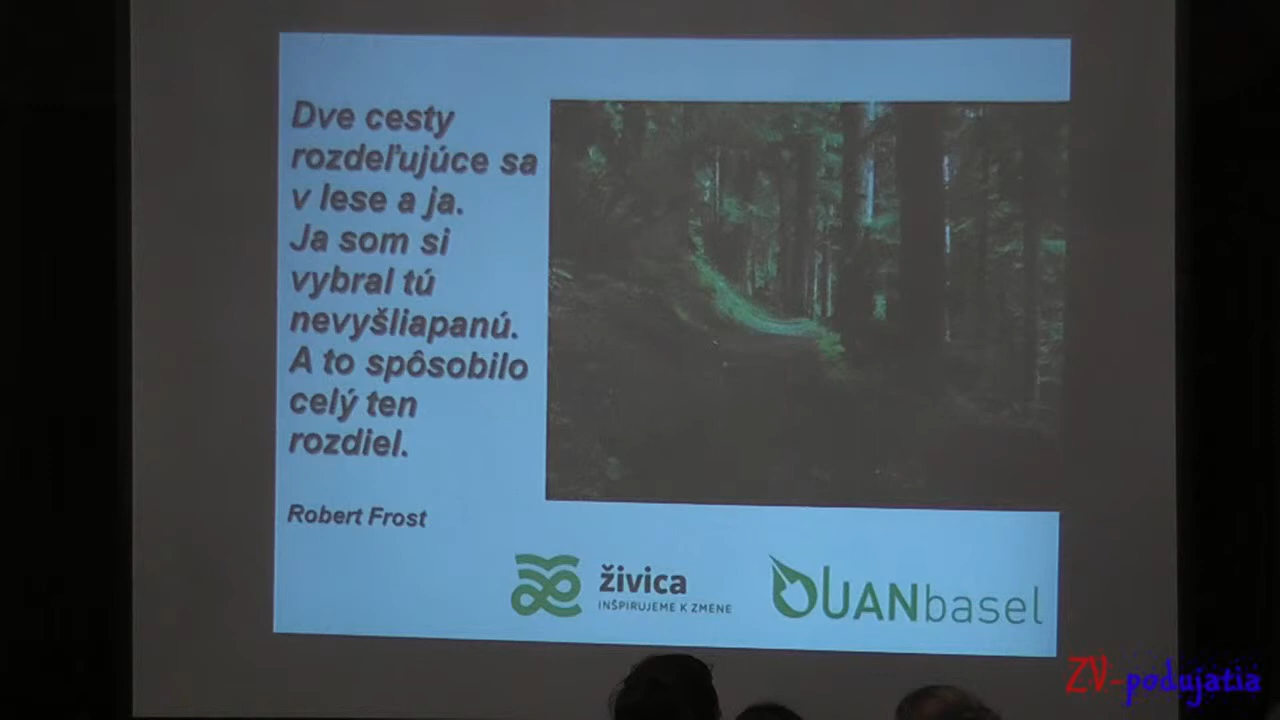 Dve cesty
rozdeľujúce sa
v lese a ja.
Ja som si
vybral tú
nevyšliapanú.
A to spôsobilo
celý ten
rozdiel.
Robert Frost
živica
INŠPIRUJEME K ZMENE
UANbasel
ZV-podujatia